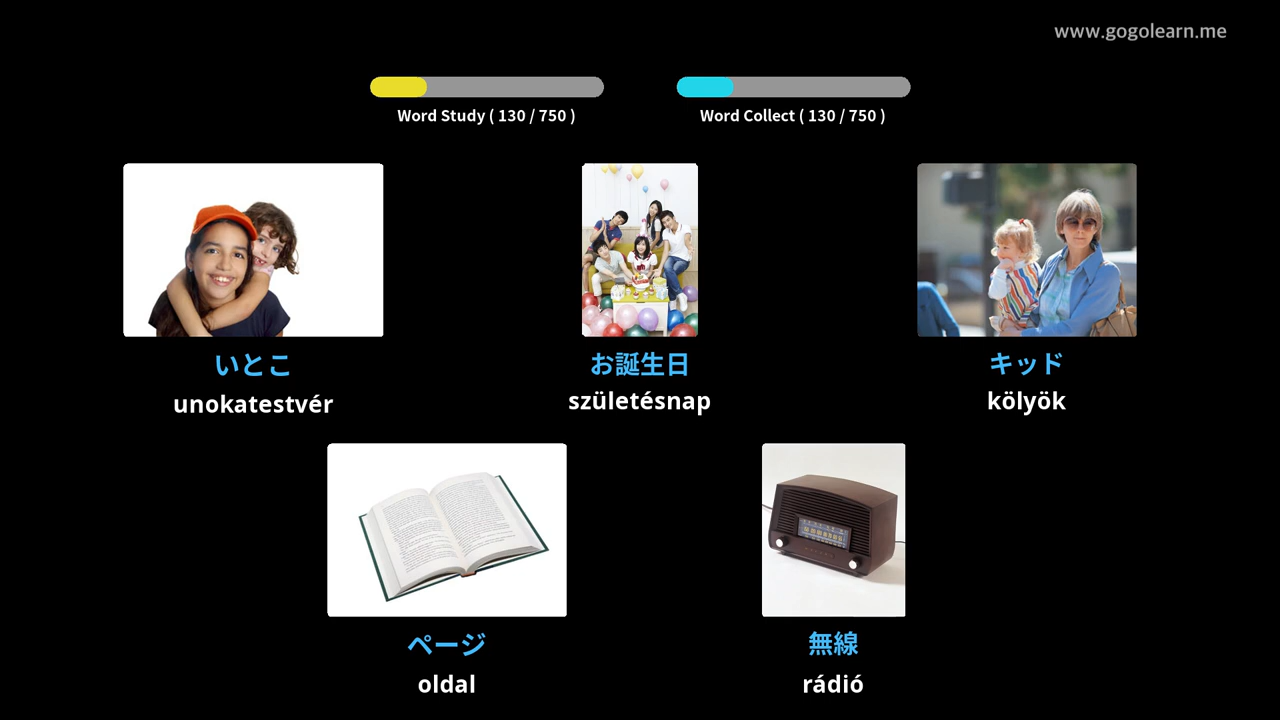 www.gogolearn.me
Word Study ( 130 / 750 )
Word Collect ( 130 / 750 )
いとこ
unokatestvér
お誕生日
születésnap
キッド
kölyök
ページ
oldal
無線
rádió